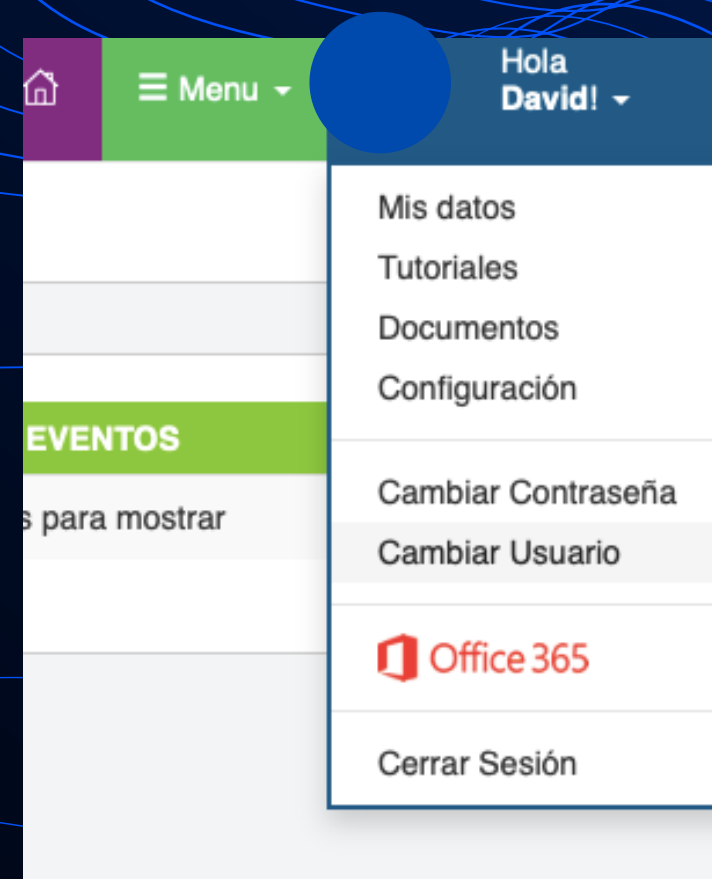 Menu
Hola
David!
Mis datos
Tutoriales
Documentos
Configuración
EVENTOS
para mostrar
Cambiar Contraseña
Cambiar Usuario
Office 365
Cerrar Sesión